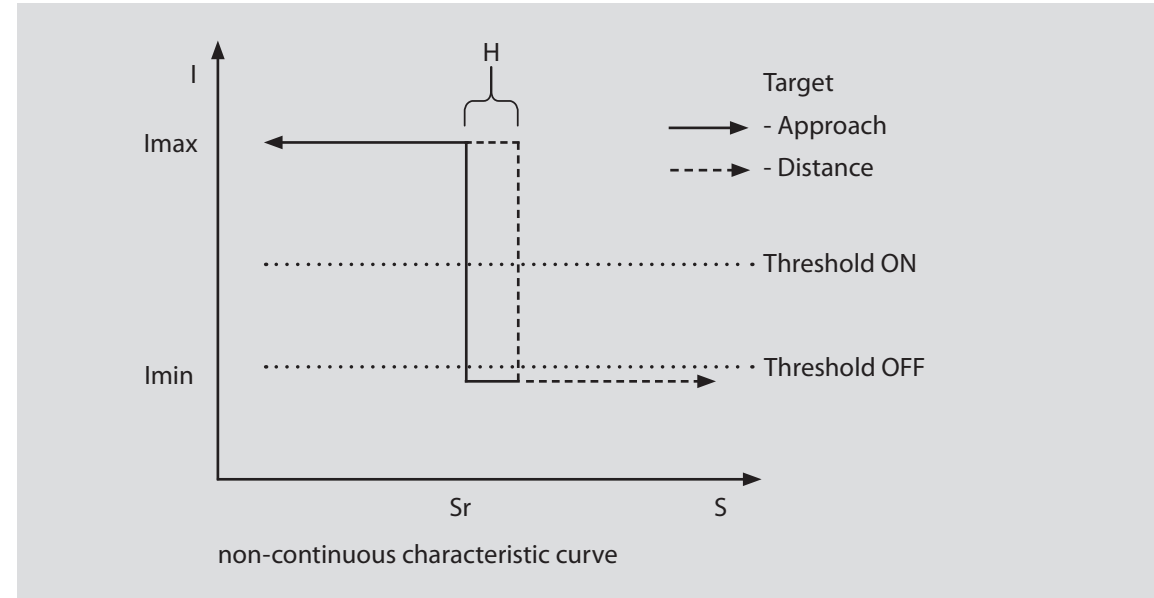 H
I
Target
Imax
- Approach
- Distance
Threshold ON
Imin
Threshold OFF
Sr
S
non-continuous characteristic curve